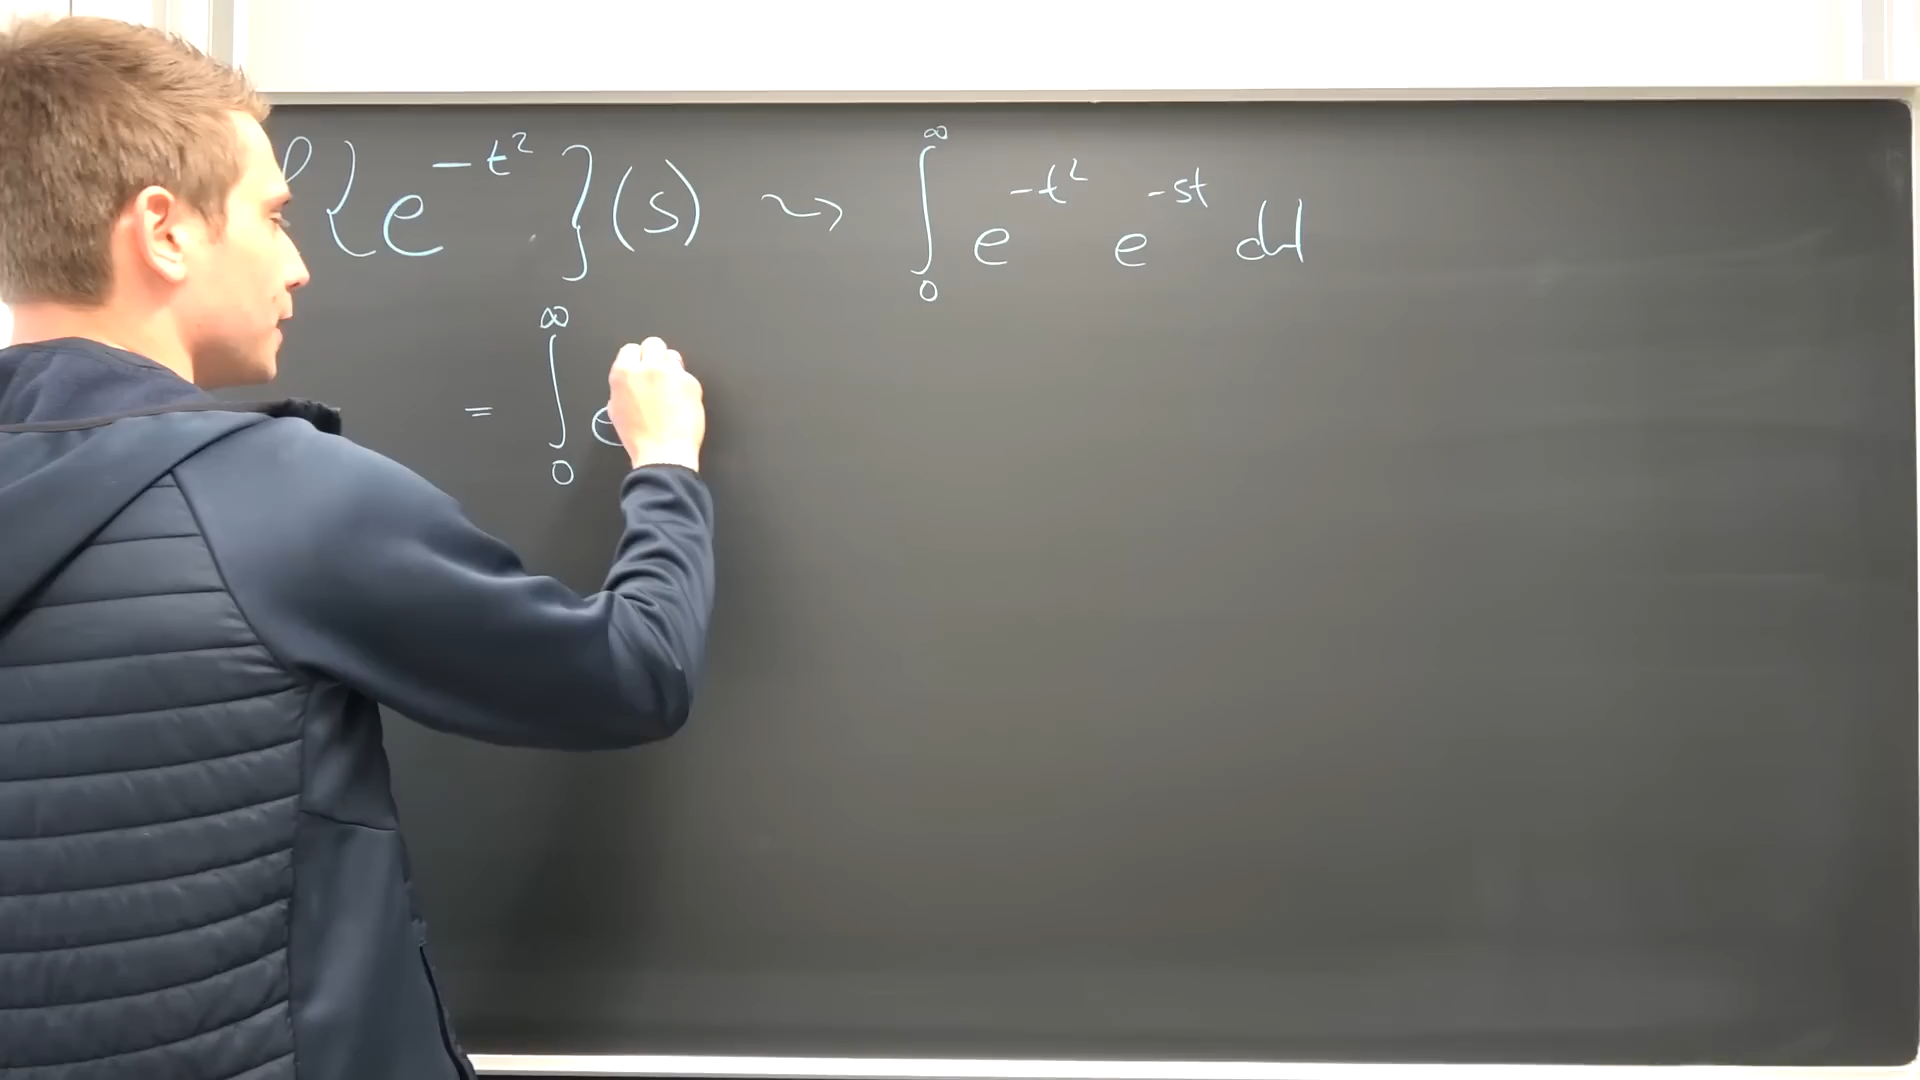 ℒ{e^{-t²}}(s) ⇝ ∫₀^∞ e^{-t²} e^{-st} dt
= ∫₀^∞ e